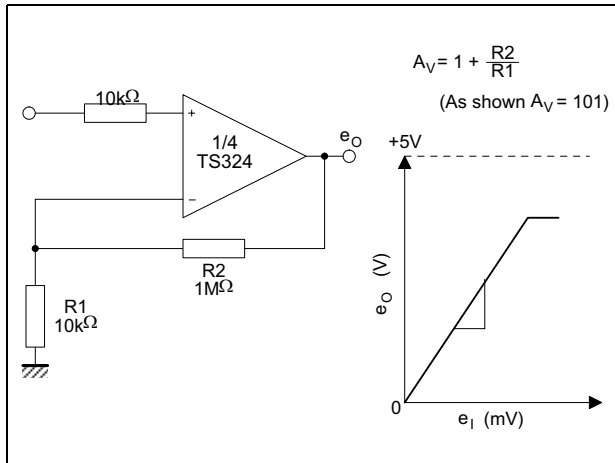 10kΩ
+
1/4
TS324
−
e_O
R2
1MΩ
R1
10kΩ
A_V = 1 + R2/R1
(As shown A_V = 101)
+5V
e_O (V)
0
e_I (mV)